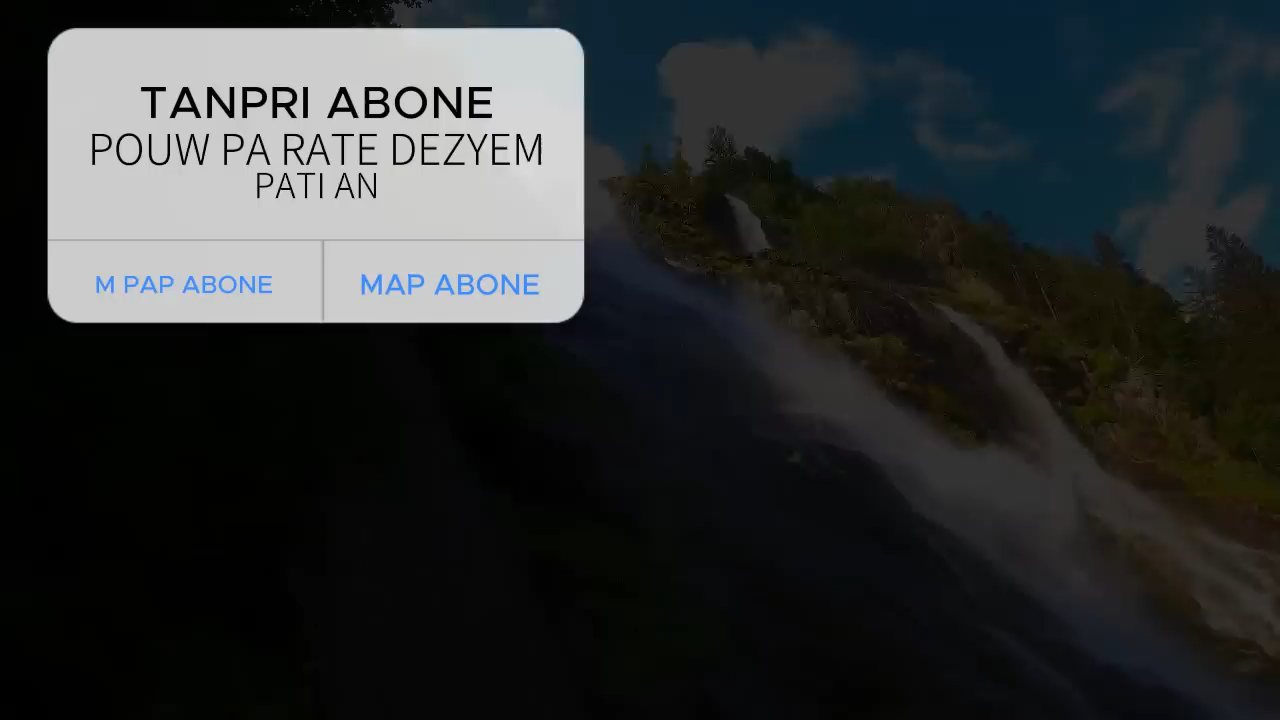 TANPRI ABONE
POUW PA RATE DEZYEM
PATI AN
M PAP ABONE
MAP ABONE